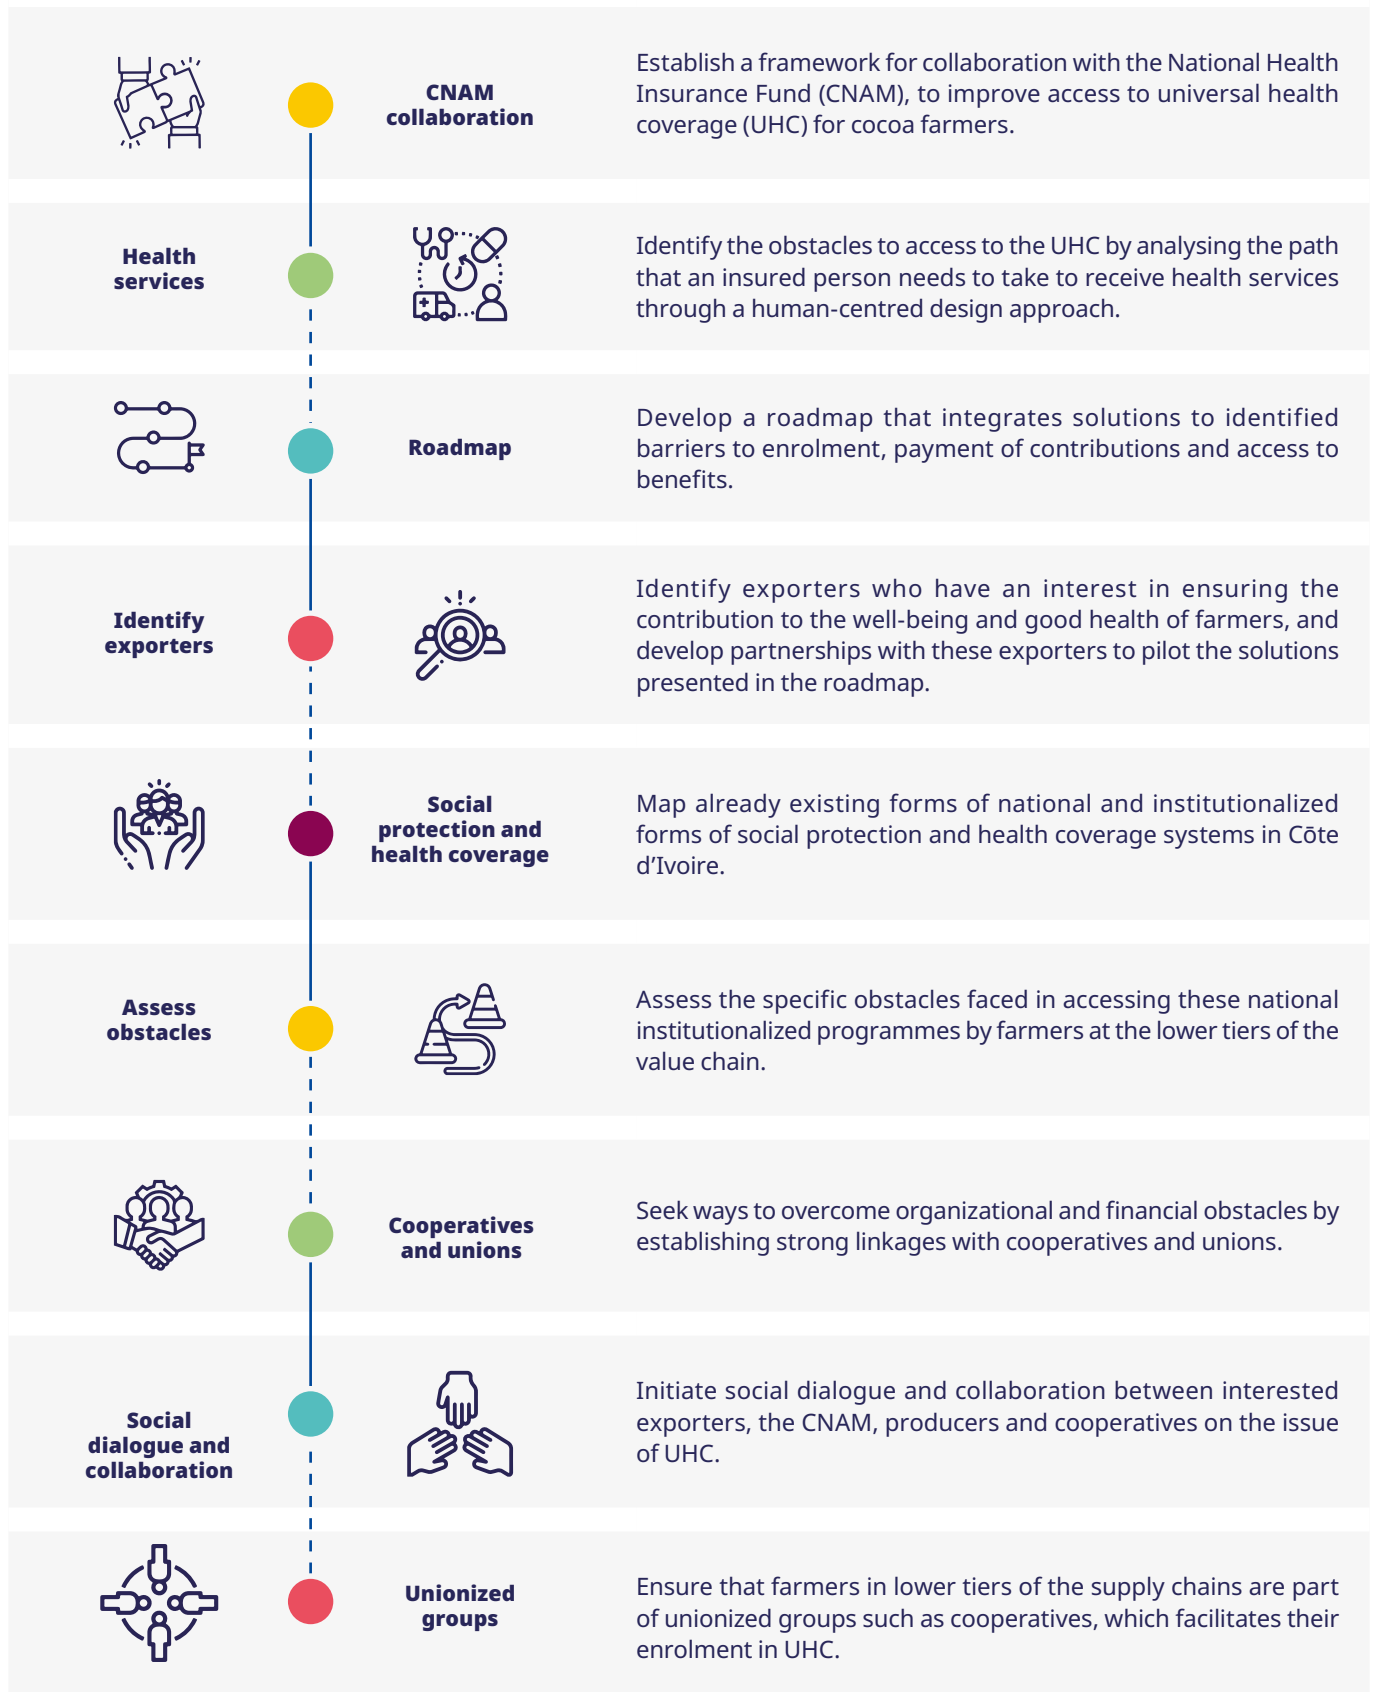 CNAM
collaboration
Establish a framework for collaboration with the National Health
Insurance Fund (CNAM), to improve access to universal health
coverage (UHC) for cocoa farmers.
Health
services
Identify the obstacles to access to the UHC by analysing the path
that an insured person needs to take to receive health services
through a human-centred design approach.
Roadmap
Develop a roadmap that integrates solutions to identified
barriers to enrolment, payment of contributions and access to
benefits.
Identify
exporters
Identify exporters who have an interest in ensuring the
contribution to the well-being and good health of farmers, and
develop partnerships with these exporters to pilot the solutions
presented in the roadmap.
Social
protection and
health coverage
Map already existing forms of national and institutionalized
forms of social protection and health coverage systems in Cōte
d’Ivoire.
Assess
obstacles
Assess the specific obstacles faced in accessing these national
institutionalized programmes by farmers at the lower tiers of the
value chain.
Cooperatives
and unions
Seek ways to overcome organizational and financial obstacles by
establishing strong linkages with cooperatives and unions.
Social
dialogue and
collaboration
Initiate social dialogue and collaboration between interested
exporters, the CNAM, producers and cooperatives on the issue
of UHC.
Unionized
groups
Ensure that farmers in lower tiers of the supply chains are part
of unionized groups such as cooperatives, which facilitates their
enrolment in UHC.